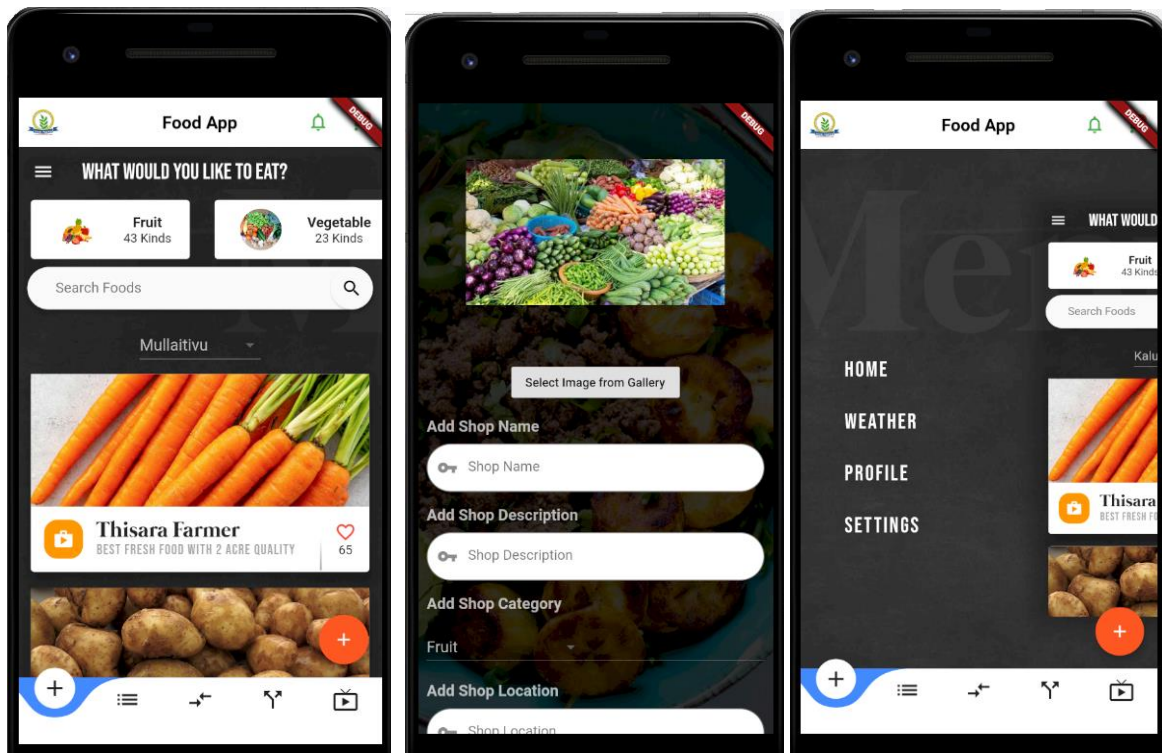 Food App
DEBUG
WHAT WOULD YOU LIKE TO EAT?
Fruit
43 Kinds
Vegetable
23 Kinds
Search Foods
Mullaitivu
Thisara Farmer
BEST FRESH FOOD WITH 2 ACRE QUALITY
65
DEBUG
Select Image from Gallery
Add Shop Name
Shop Name
Add Shop Description
Shop Description
Add Shop Category
Fruit
Add Shop Location
Shop Location
Food App
DEBUG
Men
WHAT WOULD
Fruit
43 Kinds
Search Foods
Kalu
HOME
WEATHER
PROFILE
SETTINGS
Thisara
BEST FRESH FO